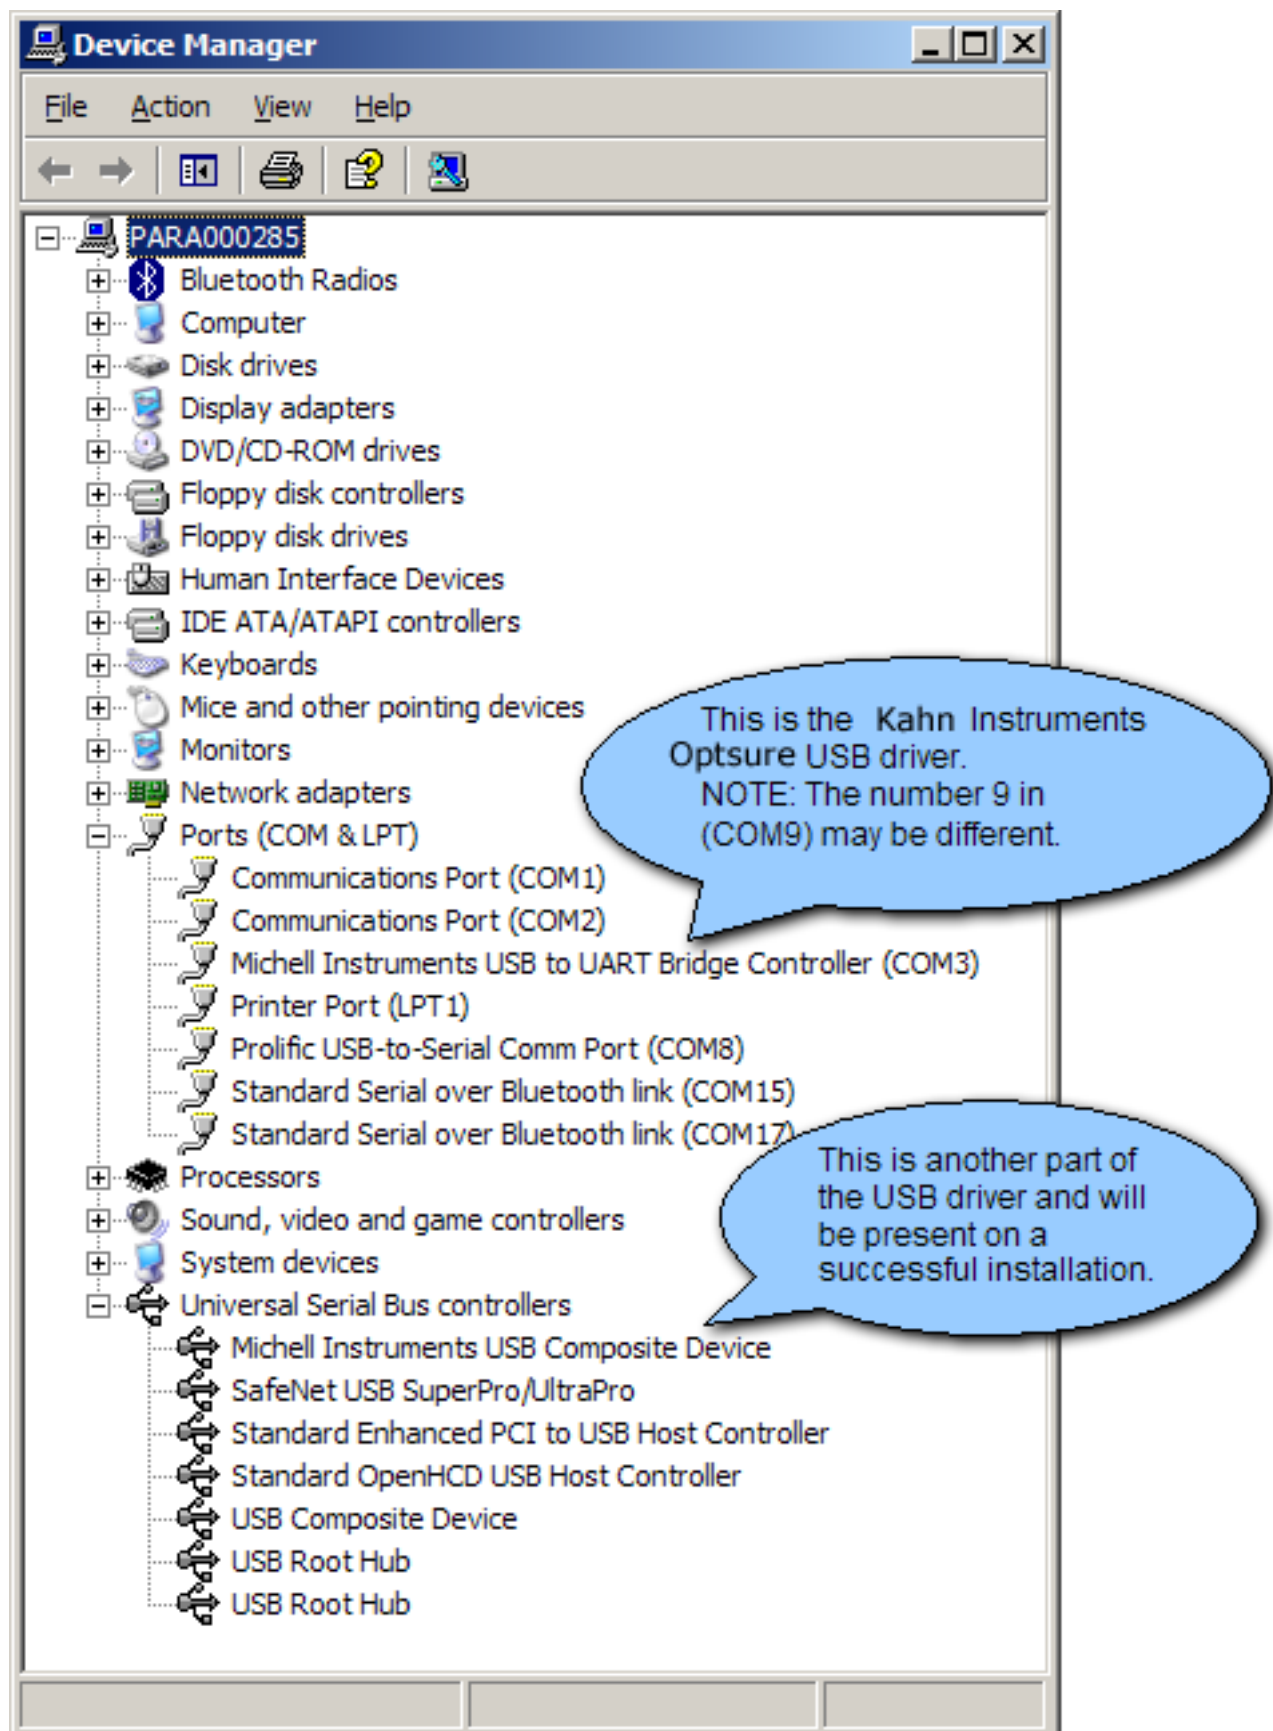 Device Manager
File Action View Help
PARA000285
Bluetooth Radios
Computer
Disk drives
Display adapters
DVD/CD-ROM drives
Floppy disk controllers
Floppy disk drives
Human Interface Devices
IDE ATA/ATAPI controllers
Keyboards
Mice and other pointing devices
Monitors
Network adapters
Ports (COM & LPT)
Communications Port (COM1)
Communications Port (COM2)
Michell Instruments USB to UART Bridge Controller (COM3)
Printer Port (LPT1)
Prolific USB-to-Serial Comm Port (COM8)
Standard Serial over Bluetooth link (COM15)
Standard Serial over Bluetooth link (COM17)
Processors
Sound, video and game controllers
System devices
Universal Serial Bus controllers
Michell Instruments USB Composite Device
SafeNet USB SuperPro/UltraPro
Standard Enhanced PCI to USB Host Controller
Standard OpenHCD USB Host Controller
USB Composite Device
USB Root Hub
USB Root Hub
This is the Kahn Instruments
Optsure USB driver.
NOTE: The number 9 in
(COM9) may be different.
This is another part of
the USB driver and will
be present on a
successful installation.